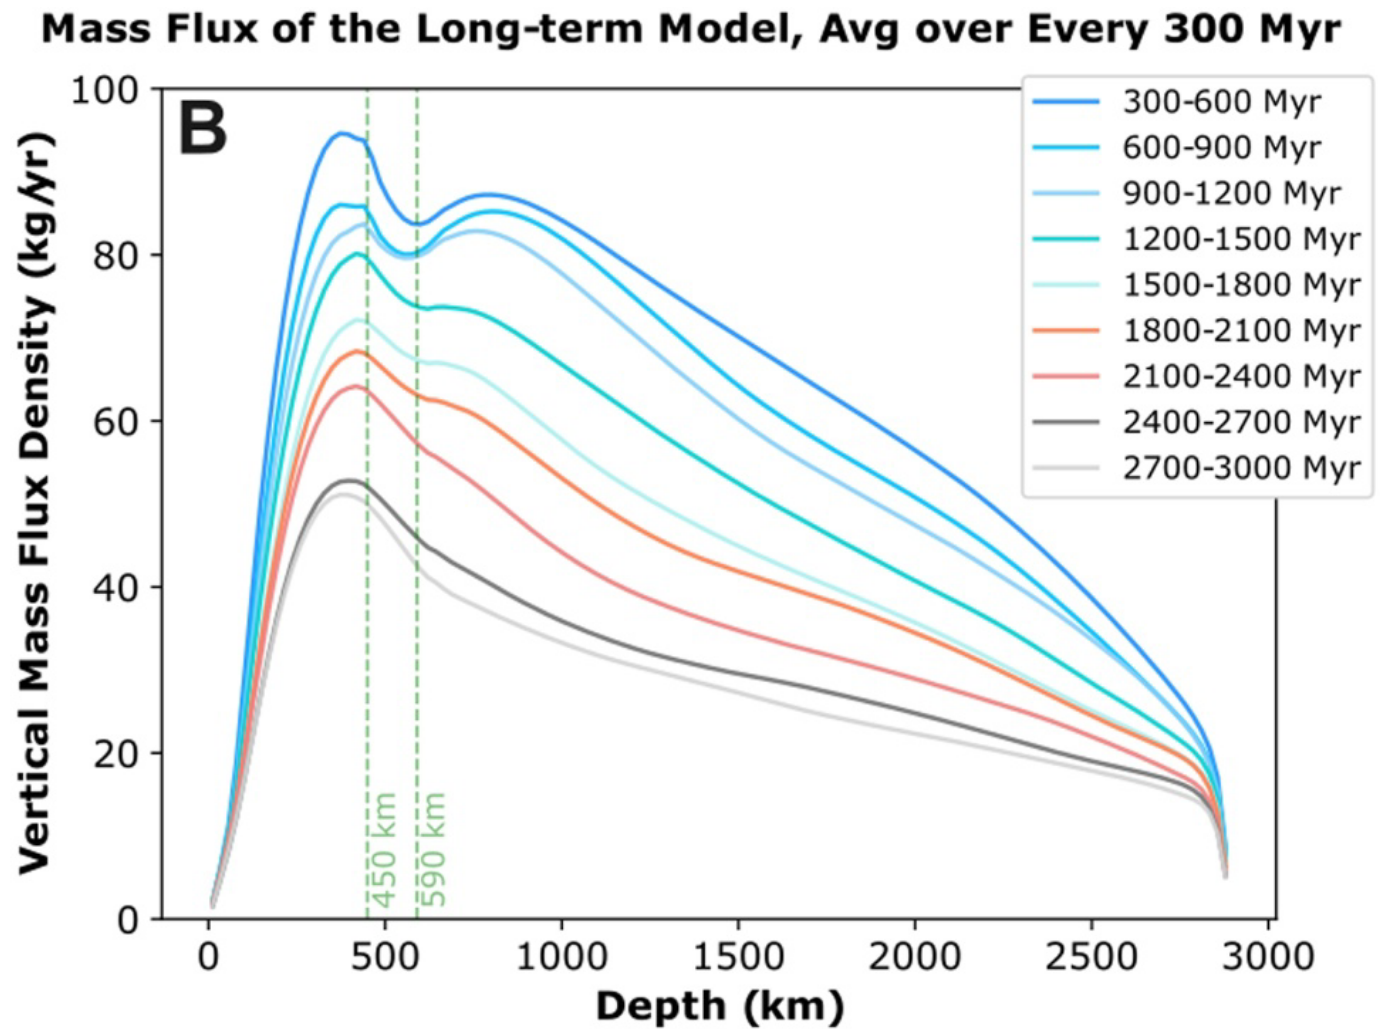 Mass Flux of the Long-term Model, Avg over Every 300 Myr
B
Vertical Mass Flux Density (kg/yr)
100
80
60
40
20
0
450 km
590 km
300-600 Myr
600-900 Myr
900-1200 Myr
1200-1500 Myr
1500-1800 Myr
1800-2100 Myr
2100-2400 Myr
2400-2700 Myr
2700-3000 Myr
0 500 1000 1500 2000 2500 3000
Depth (km)